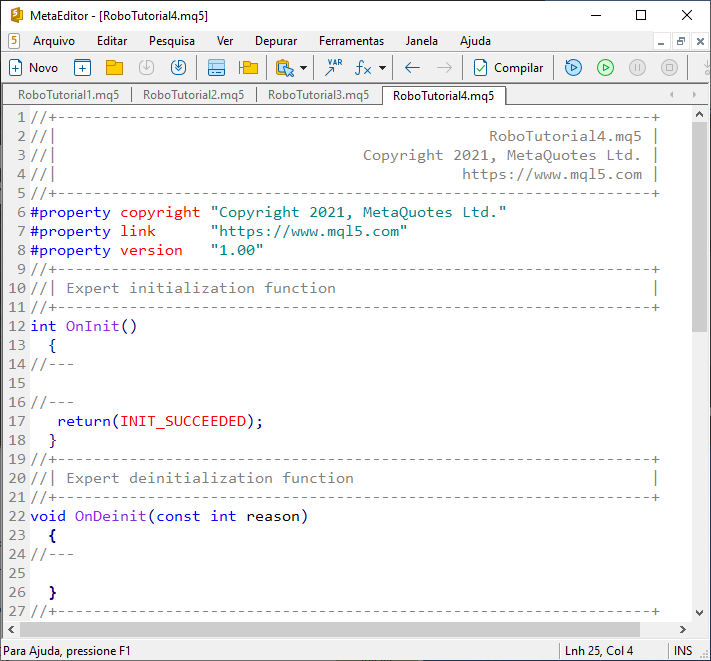 MetaEditor - [RoboTutorial4.mq5]
5 Arquivo Editar Pesquisa Ver Depurar Ferramentas Janela Ajuda
Novo VAR fx Compilar
RoboTutorial1.mq5 RoboTutorial2.mq5 RoboTutorial3.mq5 RoboTutorial4.mq5
1 //+------------------------------------------------------------------+
2 //| RoboTutorial4.mq5 |
3 //| Copyright 2021, MetaQuotes Ltd. |
4 //| https://www.mql5.com |
5 //+------------------------------------------------------------------+
6 #property copyright "Copyright 2021, MetaQuotes Ltd."
7 #property link      "https://www.mql5.com"
8 #property version   "1.00"
9 //+------------------------------------------------------------------+
10 //| Expert initialization function |
11 //+------------------------------------------------------------------+
12 int OnInit()
13   {
14 //---
15
16 //---
17    return(INIT_SUCCEEDED);
18   }
19 //+------------------------------------------------------------------+
20 //| Expert deinitialization function |
21 //+------------------------------------------------------------------+
22 void OnDeinit(const int reason)
23   {
24 //---
25
26   }
27 //+------------------------------------------------------------------+
Para Ajuda, pressione F1 Lnh 25, Col 4 INS